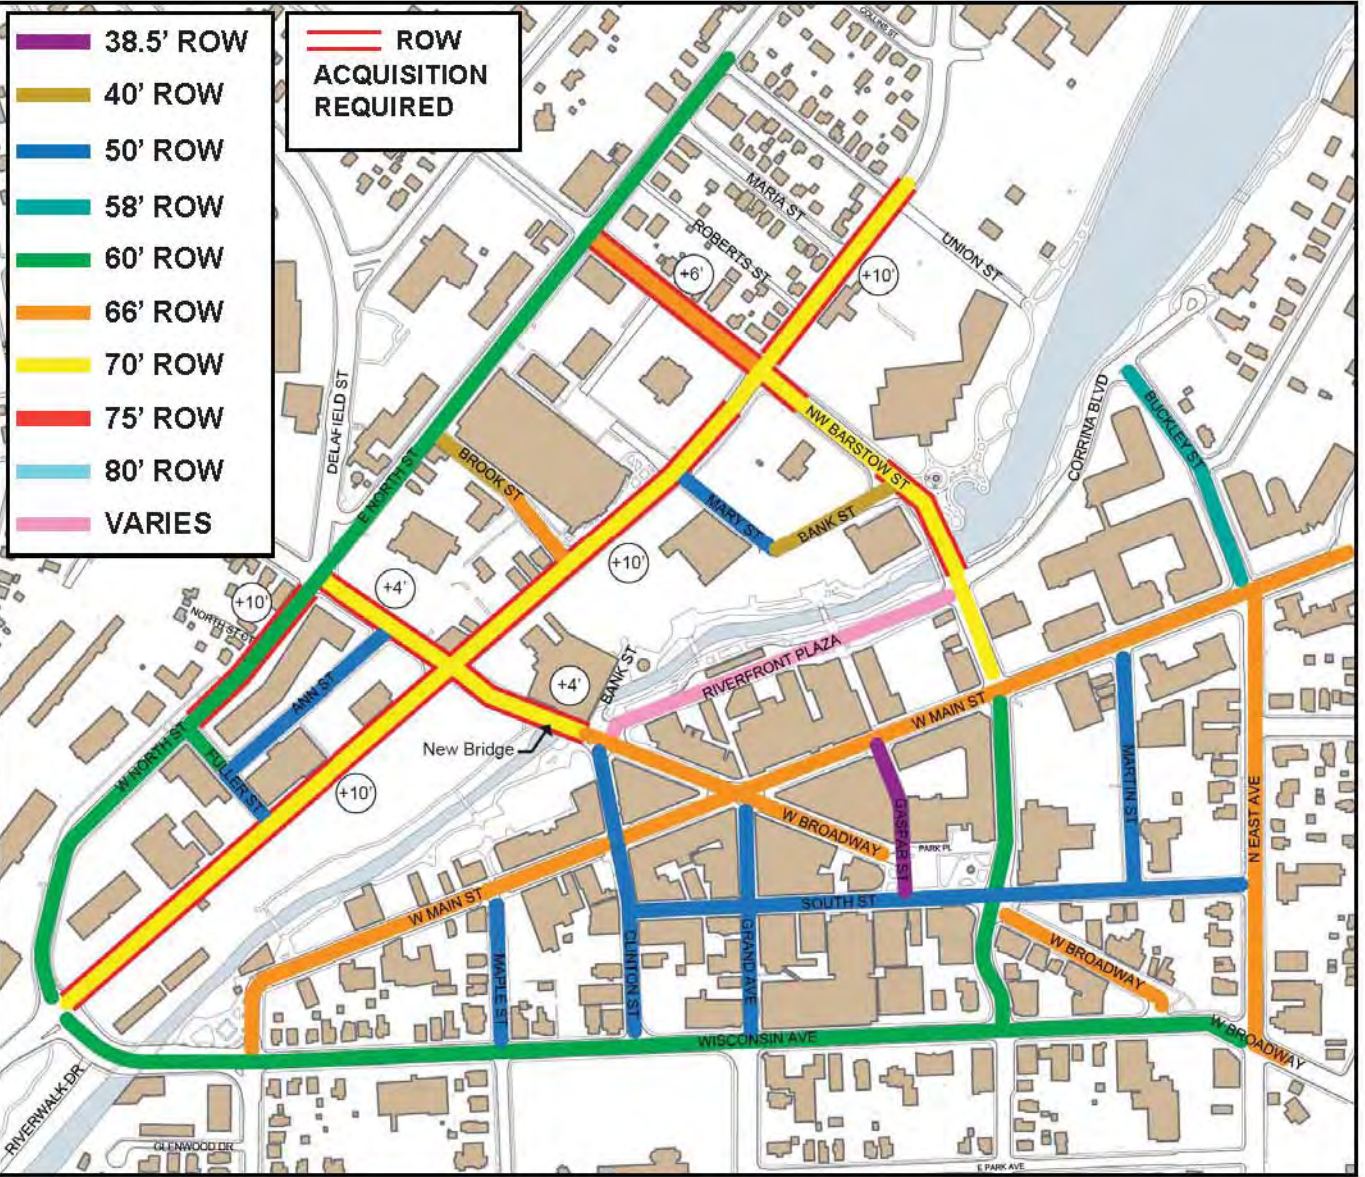 38.5' ROW
40' ROW
50' ROW
58' ROW
60' ROW
66' ROW
70' ROW
75' ROW
80' ROW
VARIES
ROW
ACQUISITION
REQUIRED
COLLINS ST
MARIA ST
ROBERTS ST
UNION ST
+6'
+10'
DELAFIELD ST
E NORTH ST
BROOK ST
NW BARSTOW ST
CORRINA BLVD
BUCKLEY ST
MARY ST
BANK ST
+10'
+4'
+10'
NORTH ST CT
ANN ST
BANK ST
RIVERFRONT PLAZA
+4'
W MAIN ST
New Bridge
W NORTH ST
FULLER ST
+10'
MARTIN ST
N EAST AVE
GASPAR ST
W BROADWAY
PARK PL
W MAIN ST
SOUTH ST
MAPLE ST
CLINTON ST
GRAND AVE
W BROADWAY
WISCONSIN AVE
W BROADWAY
RIVERWALK DR
GLENWOOD DR
E PARK AVE